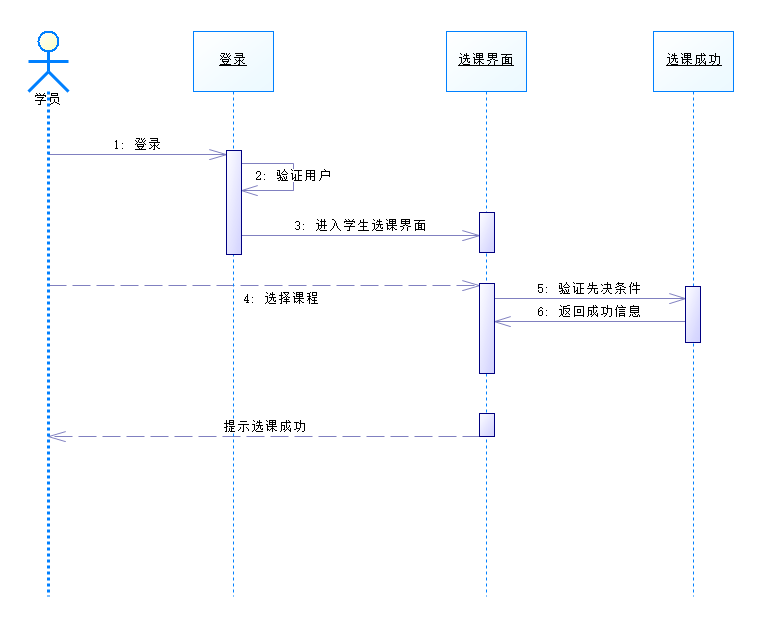 登录
选课界面
选课成功
学员
1: 登录
2: 验证用户
3: 进入学生选课界面
4: 选择课程
5: 验证先决条件
6: 返回成功信息
提示选课成功